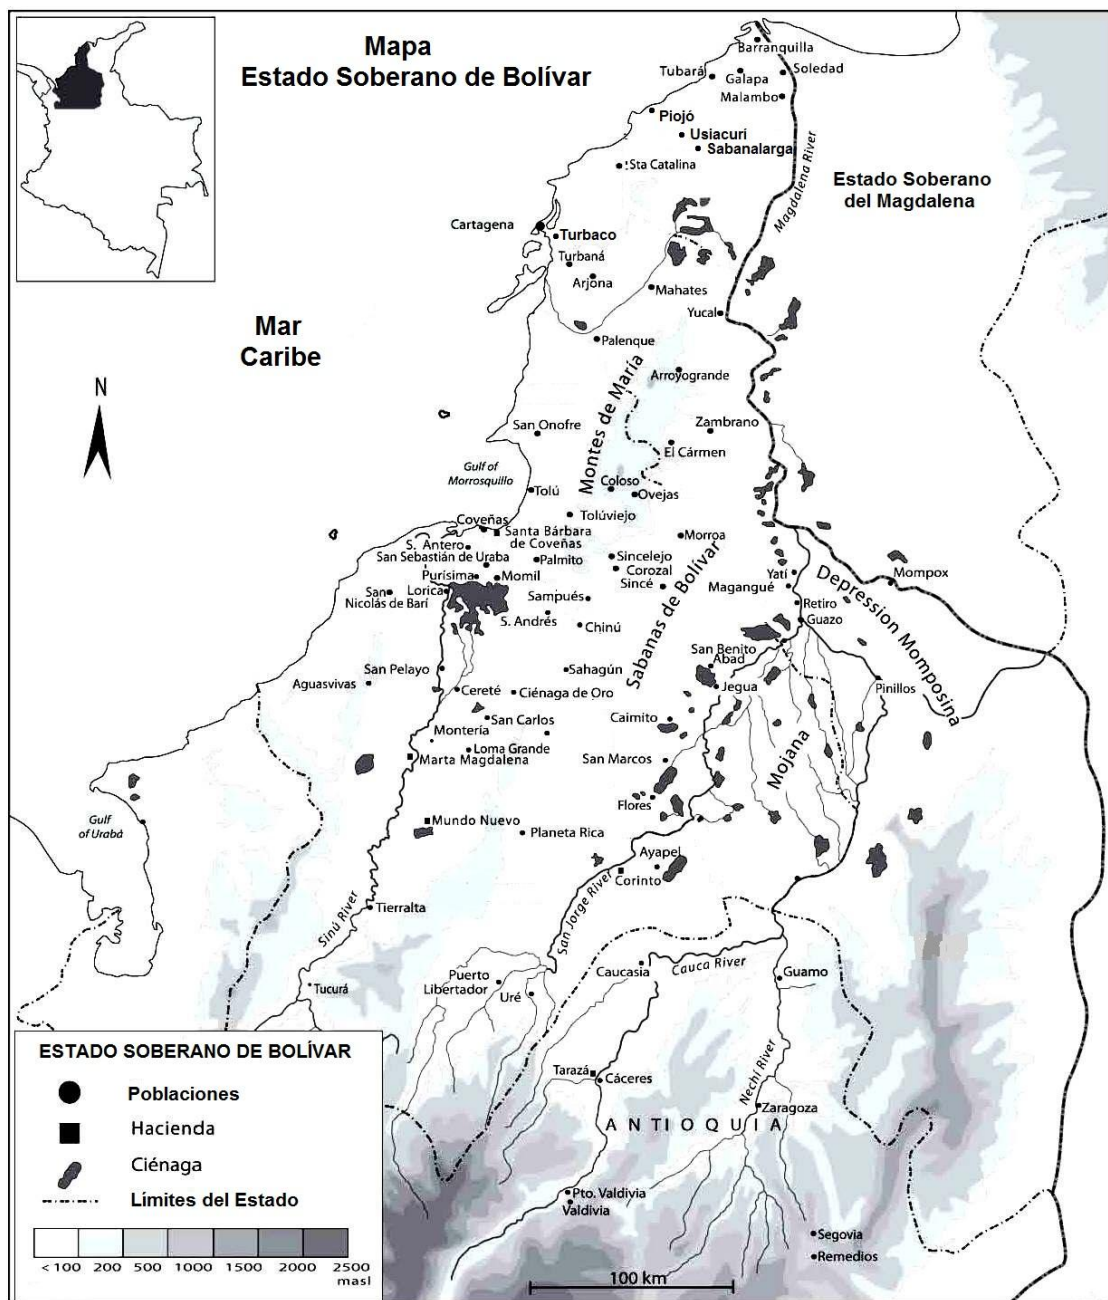 Mapa
Estado Soberano de Bolívar
Barranquilla
Tubará
Galapa
Soledad
Malambo
Piojó
Usiacurí
Sabanalarga
Sta Catalina
Magdalena River
Estado Soberano
del Magdalena
Cartagena
Turbaco
Turbaná
Arjona
Mahates
Yucal
Mar
Caribe
Palenque
Arroyogrande
Montes de María
N
San Onofre
Zambrano
El Cármen
Gulf of
Morrosquillo
Coloso
Tolú
Ovejas
Tolúviejo
Coveñas
Santa Bárbara
de Coveñas
Morroa
S. Antero
San Sebastián de Uraba
Palmito
Sincelejo
Corozal
Sincé
Sabanas de Bolívar
Purísima
Momil
Yatí
Magangué
Mompox
Depression Momposina
San
Nicolás de Barí
Lorica
Sampués
Retiro
Guazo
S. Andrés
Chinú
San Benito
Abad
San Pelayo
Sahagún
Aguasvivas
Cereté
Ciénaga de Oro
Jegua
Pinillos
San Carlos
Caimito
Montería
Loma Grande
Marta Magdalena
San Marcos
Mojana
Flores
Gulf
of Urabá
Mundo Nuevo
Planeta Rica
Ayapel
Corinto
Sinú River
Tierralta
San Jorge River
Caucasia
Cauca River
Guamo
Puerto
Libertador
Uré
Tucurá
Nechí River
Tarazá
Cáceres
Zaragoza
ANTIOQUIA
Pto. Valdivia
Valdivia
Segovia
Remedios
ESTADO SOBERANO DE BOLÍVAR
Poblaciones
Hacienda
Ciénaga
Límites del Estado
<100 200 500 1000 1500 2000 2500
masl
100 km